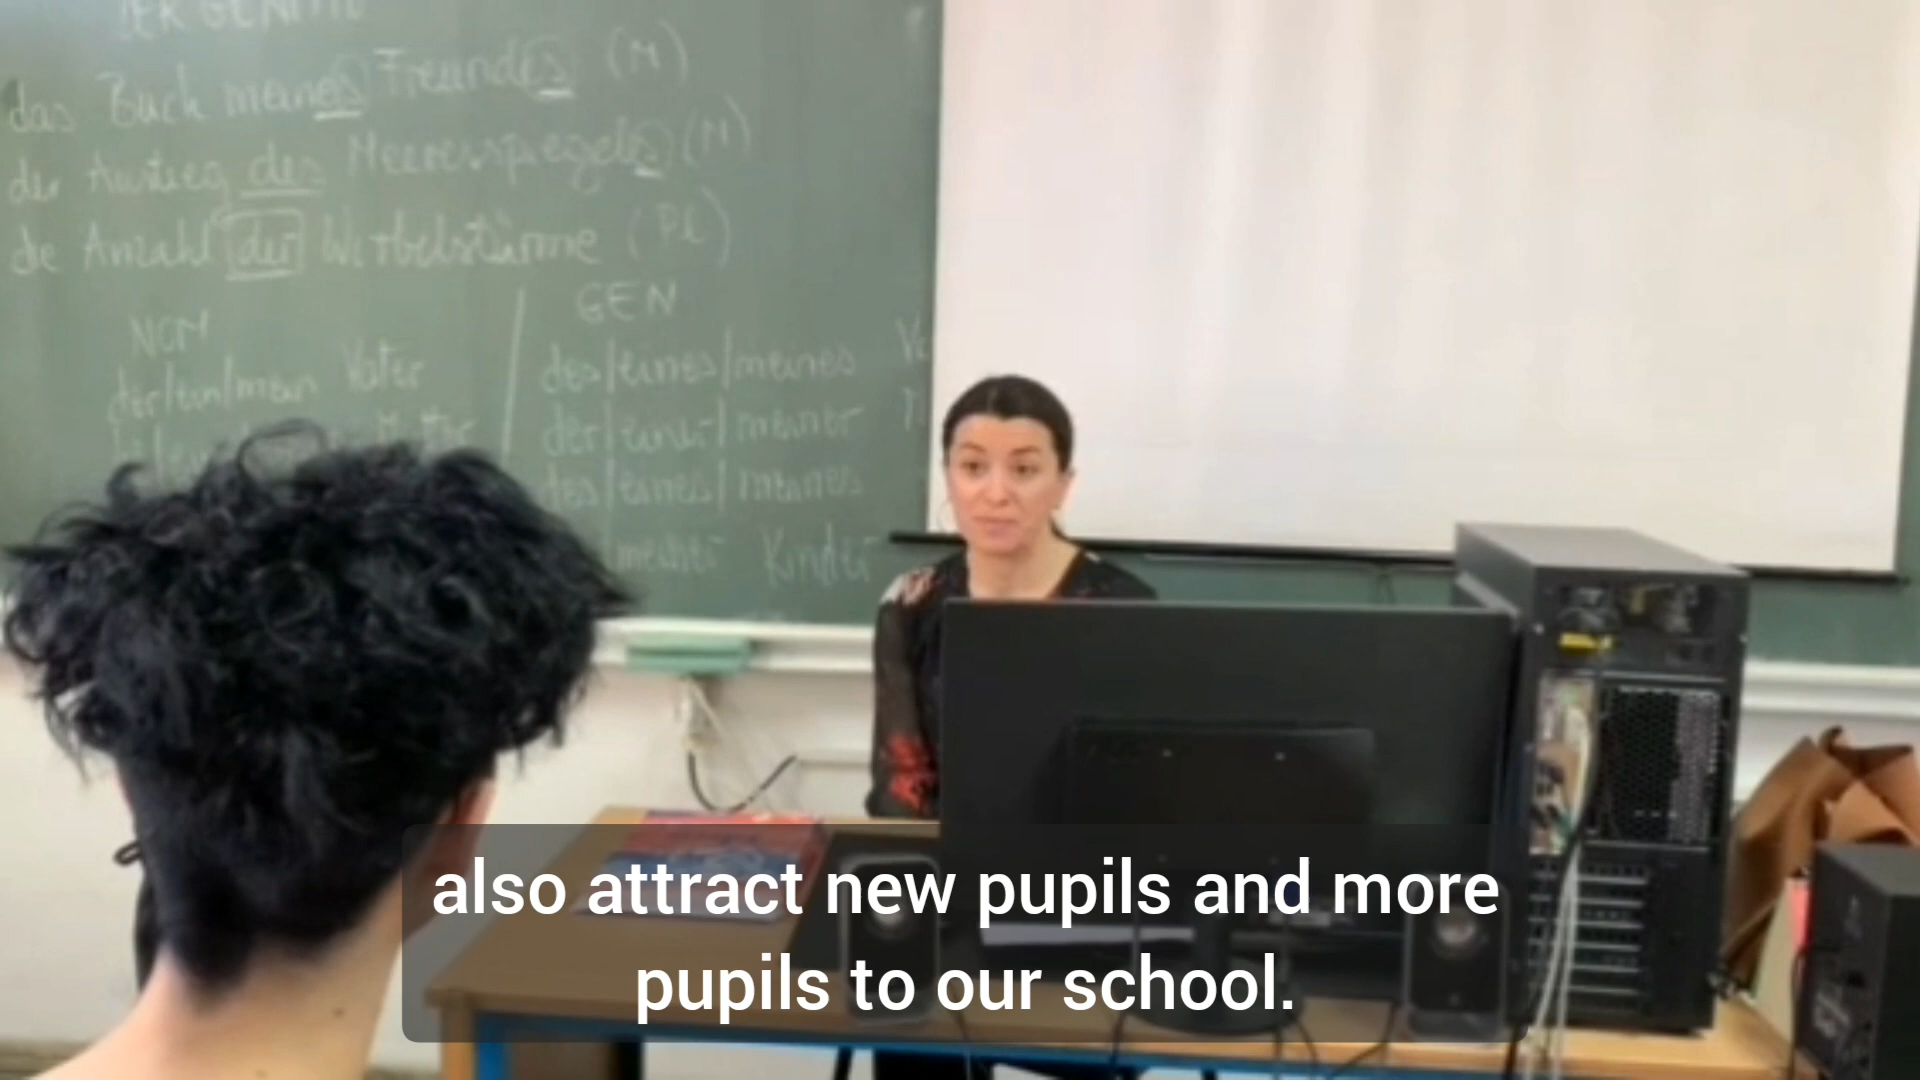 DER GENITIV
das Buch meines Freundes (M)
der Anstieg des Meeresspiegels (M)
die Anzahl der Wirbelstürme (Pl)
NOM
GEN
der/ein/mein Vater
des/eines/meines
der/einer/meiner
des/eines/meines
Kinder
also attract new pupils and more
pupils to our school.